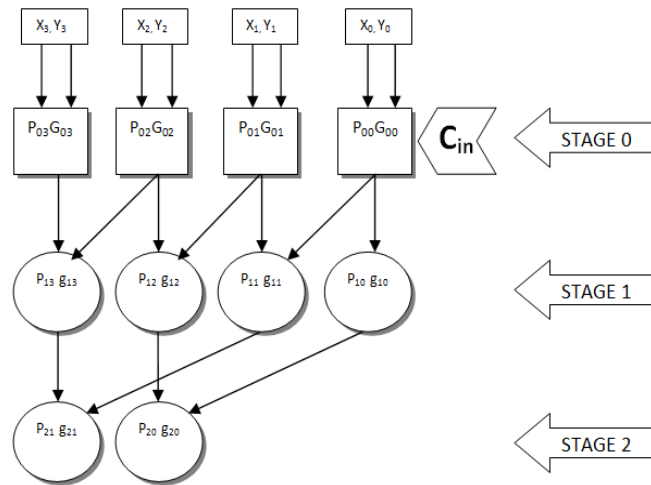 X₃, Y₃ X₂, Y₂ X₁, Y₁ X₀, Y₀
P₀₃G₀₃ P₀₂G₀₂ P₀₁G₀₁ P₀₀G₀₀ Cᵢₙ STAGE 0
P₁₃ g₁₃ P₁₂ g₁₂ P₁₁ g₁₁ P₁₀ g₁₀ STAGE 1
P₂₁ g₂₁ P₂₀ g₂₀ STAGE 2